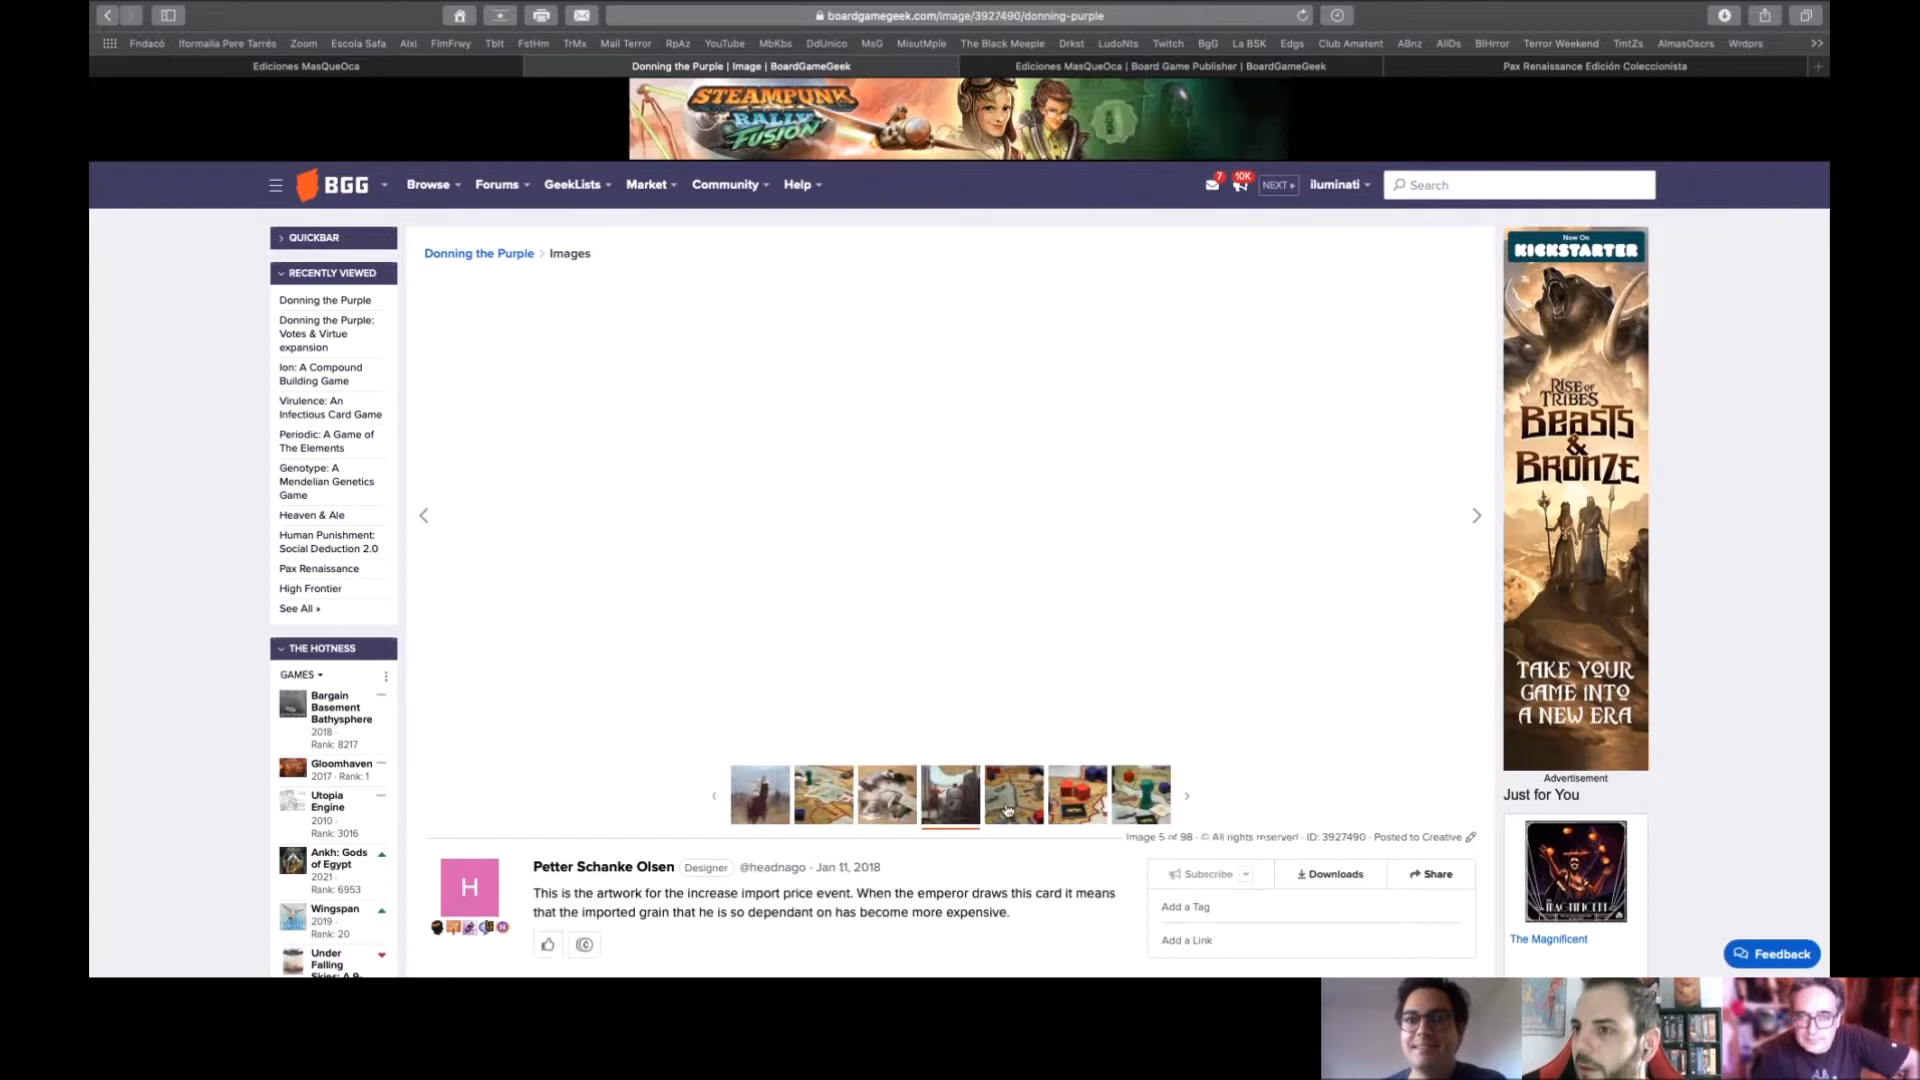 boardgamegeek.com/image/3927490/donning-purple
Fndacó Iformalia Pere Tarrés Zoom Escola Safa Alxi FlmFrwy Tblt FstHm TrMx Mail Terror RpAz YouTube MbKbs DdUnico MsG MisutMple The Black Meeple Drkst LudoNts Twitch BgG La BSK Edgs Club Amatent ABnz AllDs BlHrror Terror Weekend TmtZs AlmasOscrs Wrdprs
Ediciones MasQueOca
Donning the Purple | Image | BoardGameGeek
Ediciones MasQueOca | Board Game Publisher | BoardGameGeek
Pax Renaissance Edición Coleccionista
STEAMPUNK
RALLY
FUSION
BGG
Browse Forums GeekLists Market Community Help
7
10K
NEXT
iluminati
Search
QUICKBAR
RECENTLY VIEWED
Donning the Purple
Donning the Purple:
Votes & Virtue
expansion
Ion: A Compound
Building Game
Virulence: An
Infectious Card Game
Periodic: A Game of
The Elements
Genotype: A
Mendelian Genetics
Game
Heaven & Ale
Human Punishment:
Social Deduction 2.0
Pax Renaissance
High Frontier
See All »
THE HOTNESS
GAMES
Bargain
Basement
Bathysphere
2018 ·
Rank: 8217
Gloomhaven
2017 · Rank: 1
Utopia
Engine
2010 ·
Rank: 3016
Ankh: Gods
of Egypt
2021 ·
Rank: 6953
Wingspan
2019 ·
Rank: 20
Under
Falling
Skies: A 9-
Donning the Purple > Images
Image 5 of 98 · © All rights reserved · ID: 3927490 · Posted to Creative
H
Petter Schanke Olsen Designer @headnago · Jan 11, 2018
This is the artwork for the increase import price event. When the emperor draws this card it means
that the imported grain that he is so dependant on has become more expensive.
Subscribe
Downloads
Share
Add a Tag
Add a Link
Now On
KICKSTARTER
RISE OF
TRIBES
BEASTS
&
BRONZE
TAKE YOUR
GAME INTO
A NEW ERA
Advertisement
Just for You
The Magnificent
Feedback